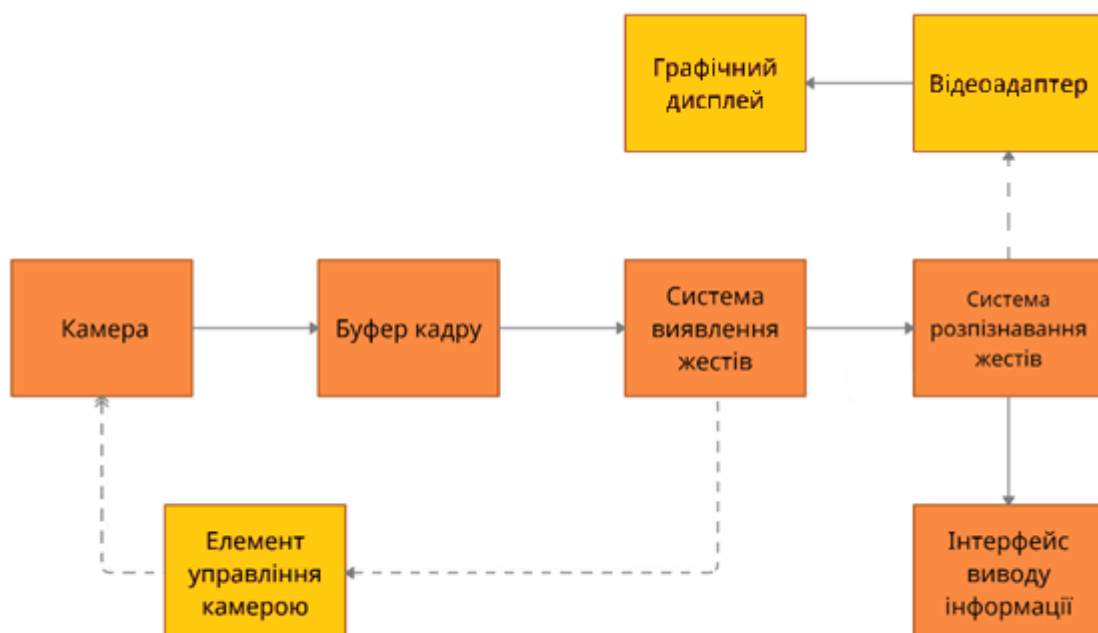 Графічний
дисплей
Відеоадаптер
Камера
Буфер кадру
Система
виявлення
жестів
Система
розпізнавання
жестів
Елемент
управління
камерою
Інтерфейс
виводу
інформації